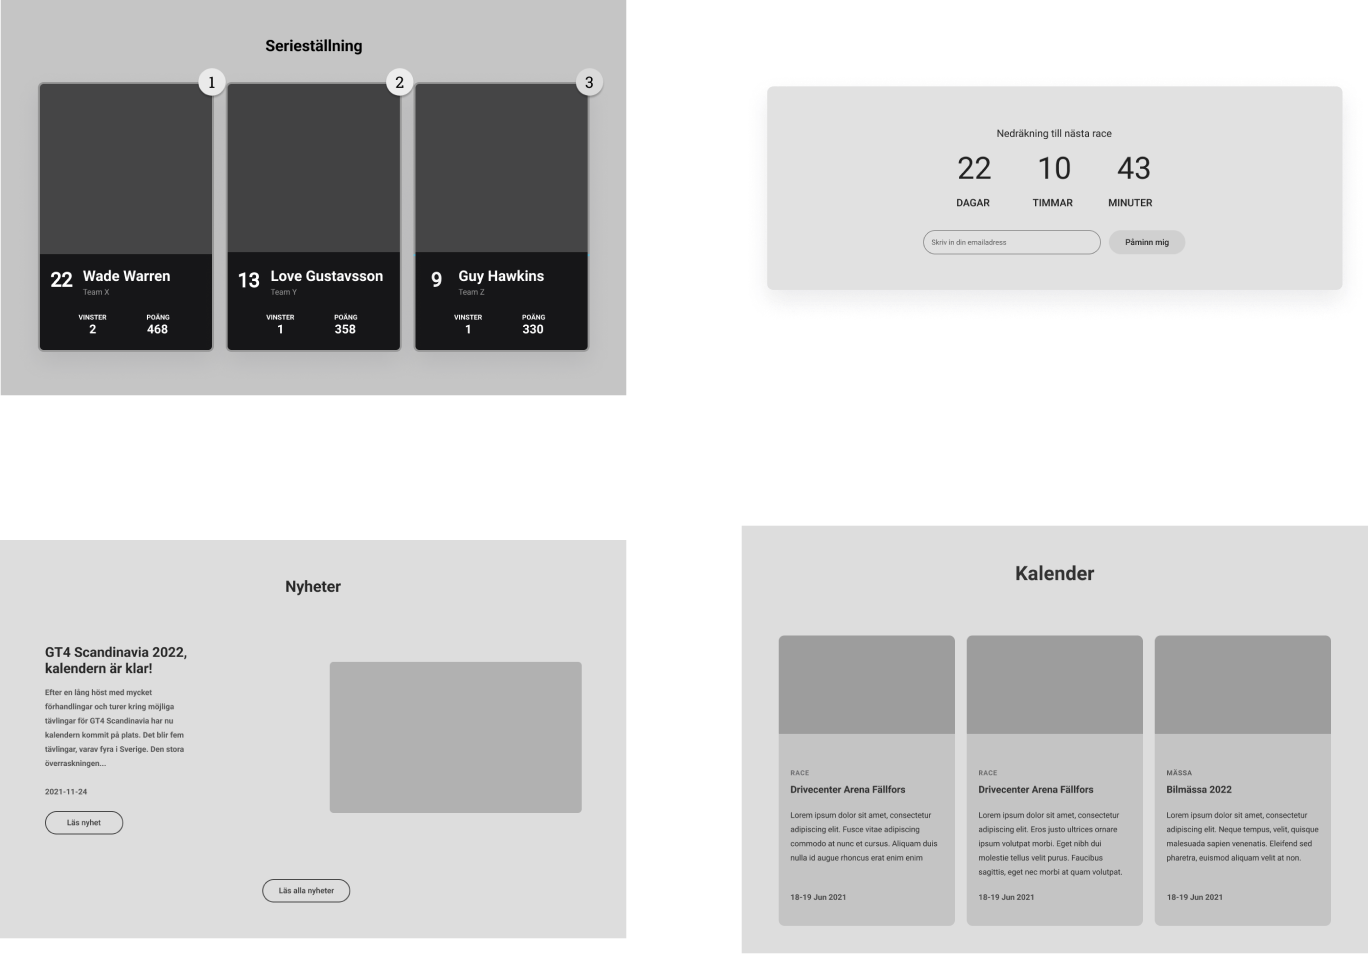 Serieställning
1
2
3
22
Wade Warren
Team X
VINSTER
POÄNG
2
468
13
Love Gustavsson
Team Y
VINSTER
POÄNG
1
358
9
Guy Hawkins
Team Z
VINSTER
POÄNG
1
330
Nedräkning till nästa race
22 10 43
DAGAR TIMMAR MINUTER
Skriv in din emailadress
Påminn mig
Nyheter
GT4 Scandinavia 2022,
kalendern är klar!
Efter en lång höst med mycket
förhandlingar och turer kring möjliga
tävlingar för GT4 Scandinavia har nu
kalendern kommit på plats. Det blir fem
tävlingar, varav fyra i Sverige. Den stora
överraskningen...
2021-11-24
Läs nyhet
Läs alla nyheter
Kalender
RACE
Drivecenter Arena Fällfors
Lorem ipsum dolor sit amet, consectetur
adipiscing elit. Fusce vitae adipiscing
commodo at nunc et cursus. Aliquam duis
nulla id augue rhoncus erat enim enim
18-19 Jun 2021
RACE
Drivecenter Arena Fällfors
Lorem ipsum dolor sit amet, consectetur
adipiscing elit. Eros justo ultrices ornare
ipsum volutpat morbi. Eget nibh dui
molestie tellus velit purus. Faucibus
sagittis, eget nec morbi at quam volutpat.
18-19 Jun 2021
MÄSSA
Bilmässa 2022
Lorem ipsum dolor sit amet, consectetur
adipiscing elit. Neque tempus, velit, quisque
malesuada sapien venenatis. Eleifend sed
pharetra, euismod aliquam velit at non.
18-19 Jun 2021